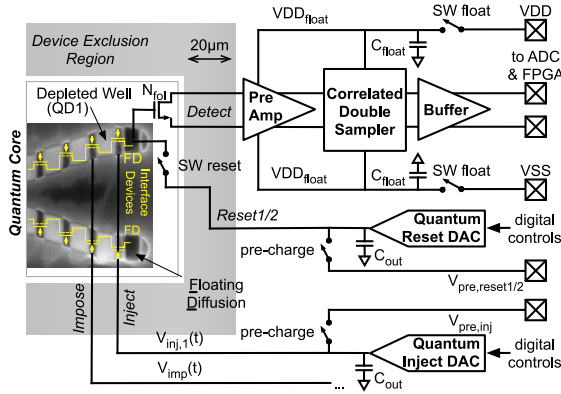 Device Exclusion
Region
20μm
VDDfloat
SW float
VDD
Cfloat
to ADC
& FPGA
Nfol
Depleted Well
(QD1)
Detect
Pre
Amp
Correlated
Double
Sampler
Buffer
Quantum Core
FD
Interface
Devices
FD
SW reset
VDDfloat
Cfloat
SW float
VSS
Reset1/2
Quantum
Reset DAC
digital
controls
pre-charge
Cout
Vpre,reset1/2
Floating
Diffusion
Impose
Inject
pre-charge
Vpre,inj
Vinj,1(t)
Quantum
Inject DAC
digital
controls
Vimp(t)
Cout
...